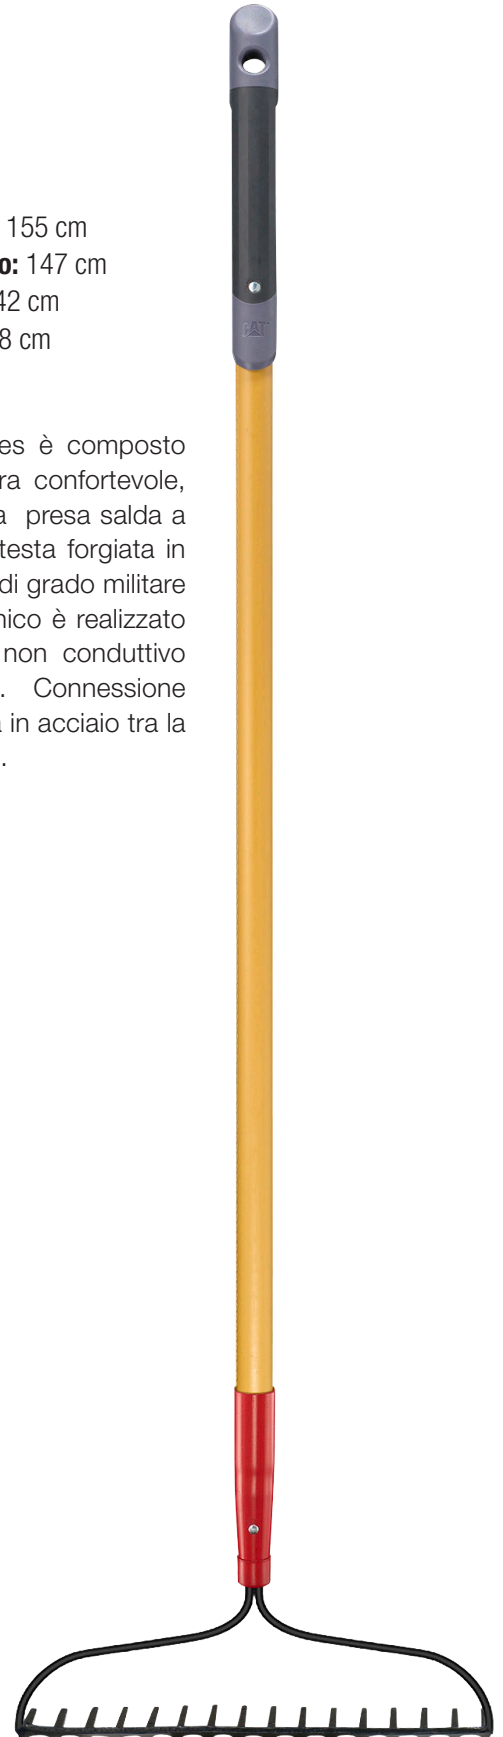 155 cm
o: 147 cm
42 cm
8 cm
CAT
es è composto
ra confortevole,
a presa salda a
testa forgiata in
di grado militare
nico è realizzato
non conduttivo
. Connessione
a in acciaio tra la
.